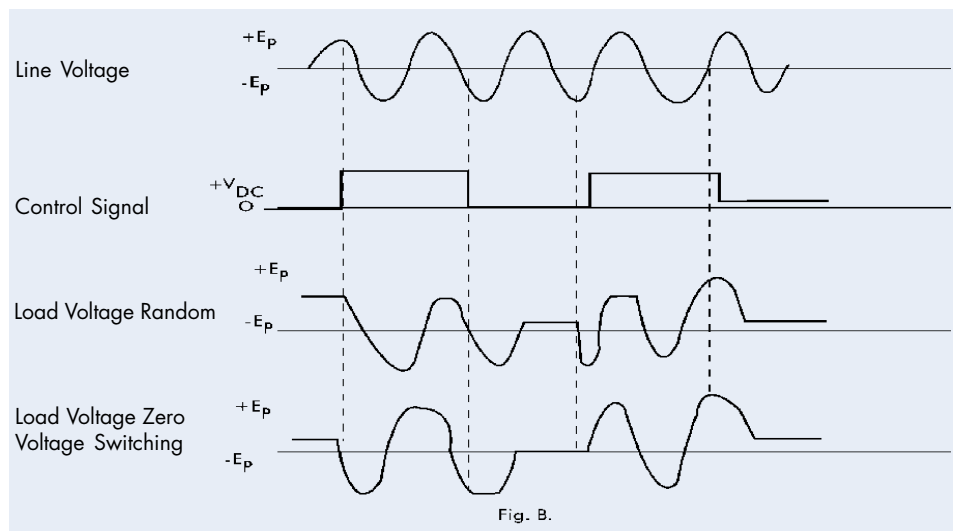 +Ep
Line Voltage
-Ep
+VDC
Control Signal
O
+Ep
Load Voltage Random
-Ep
Load Voltage Zero
Voltage Switching
+Ep
-Ep
Fig. B.